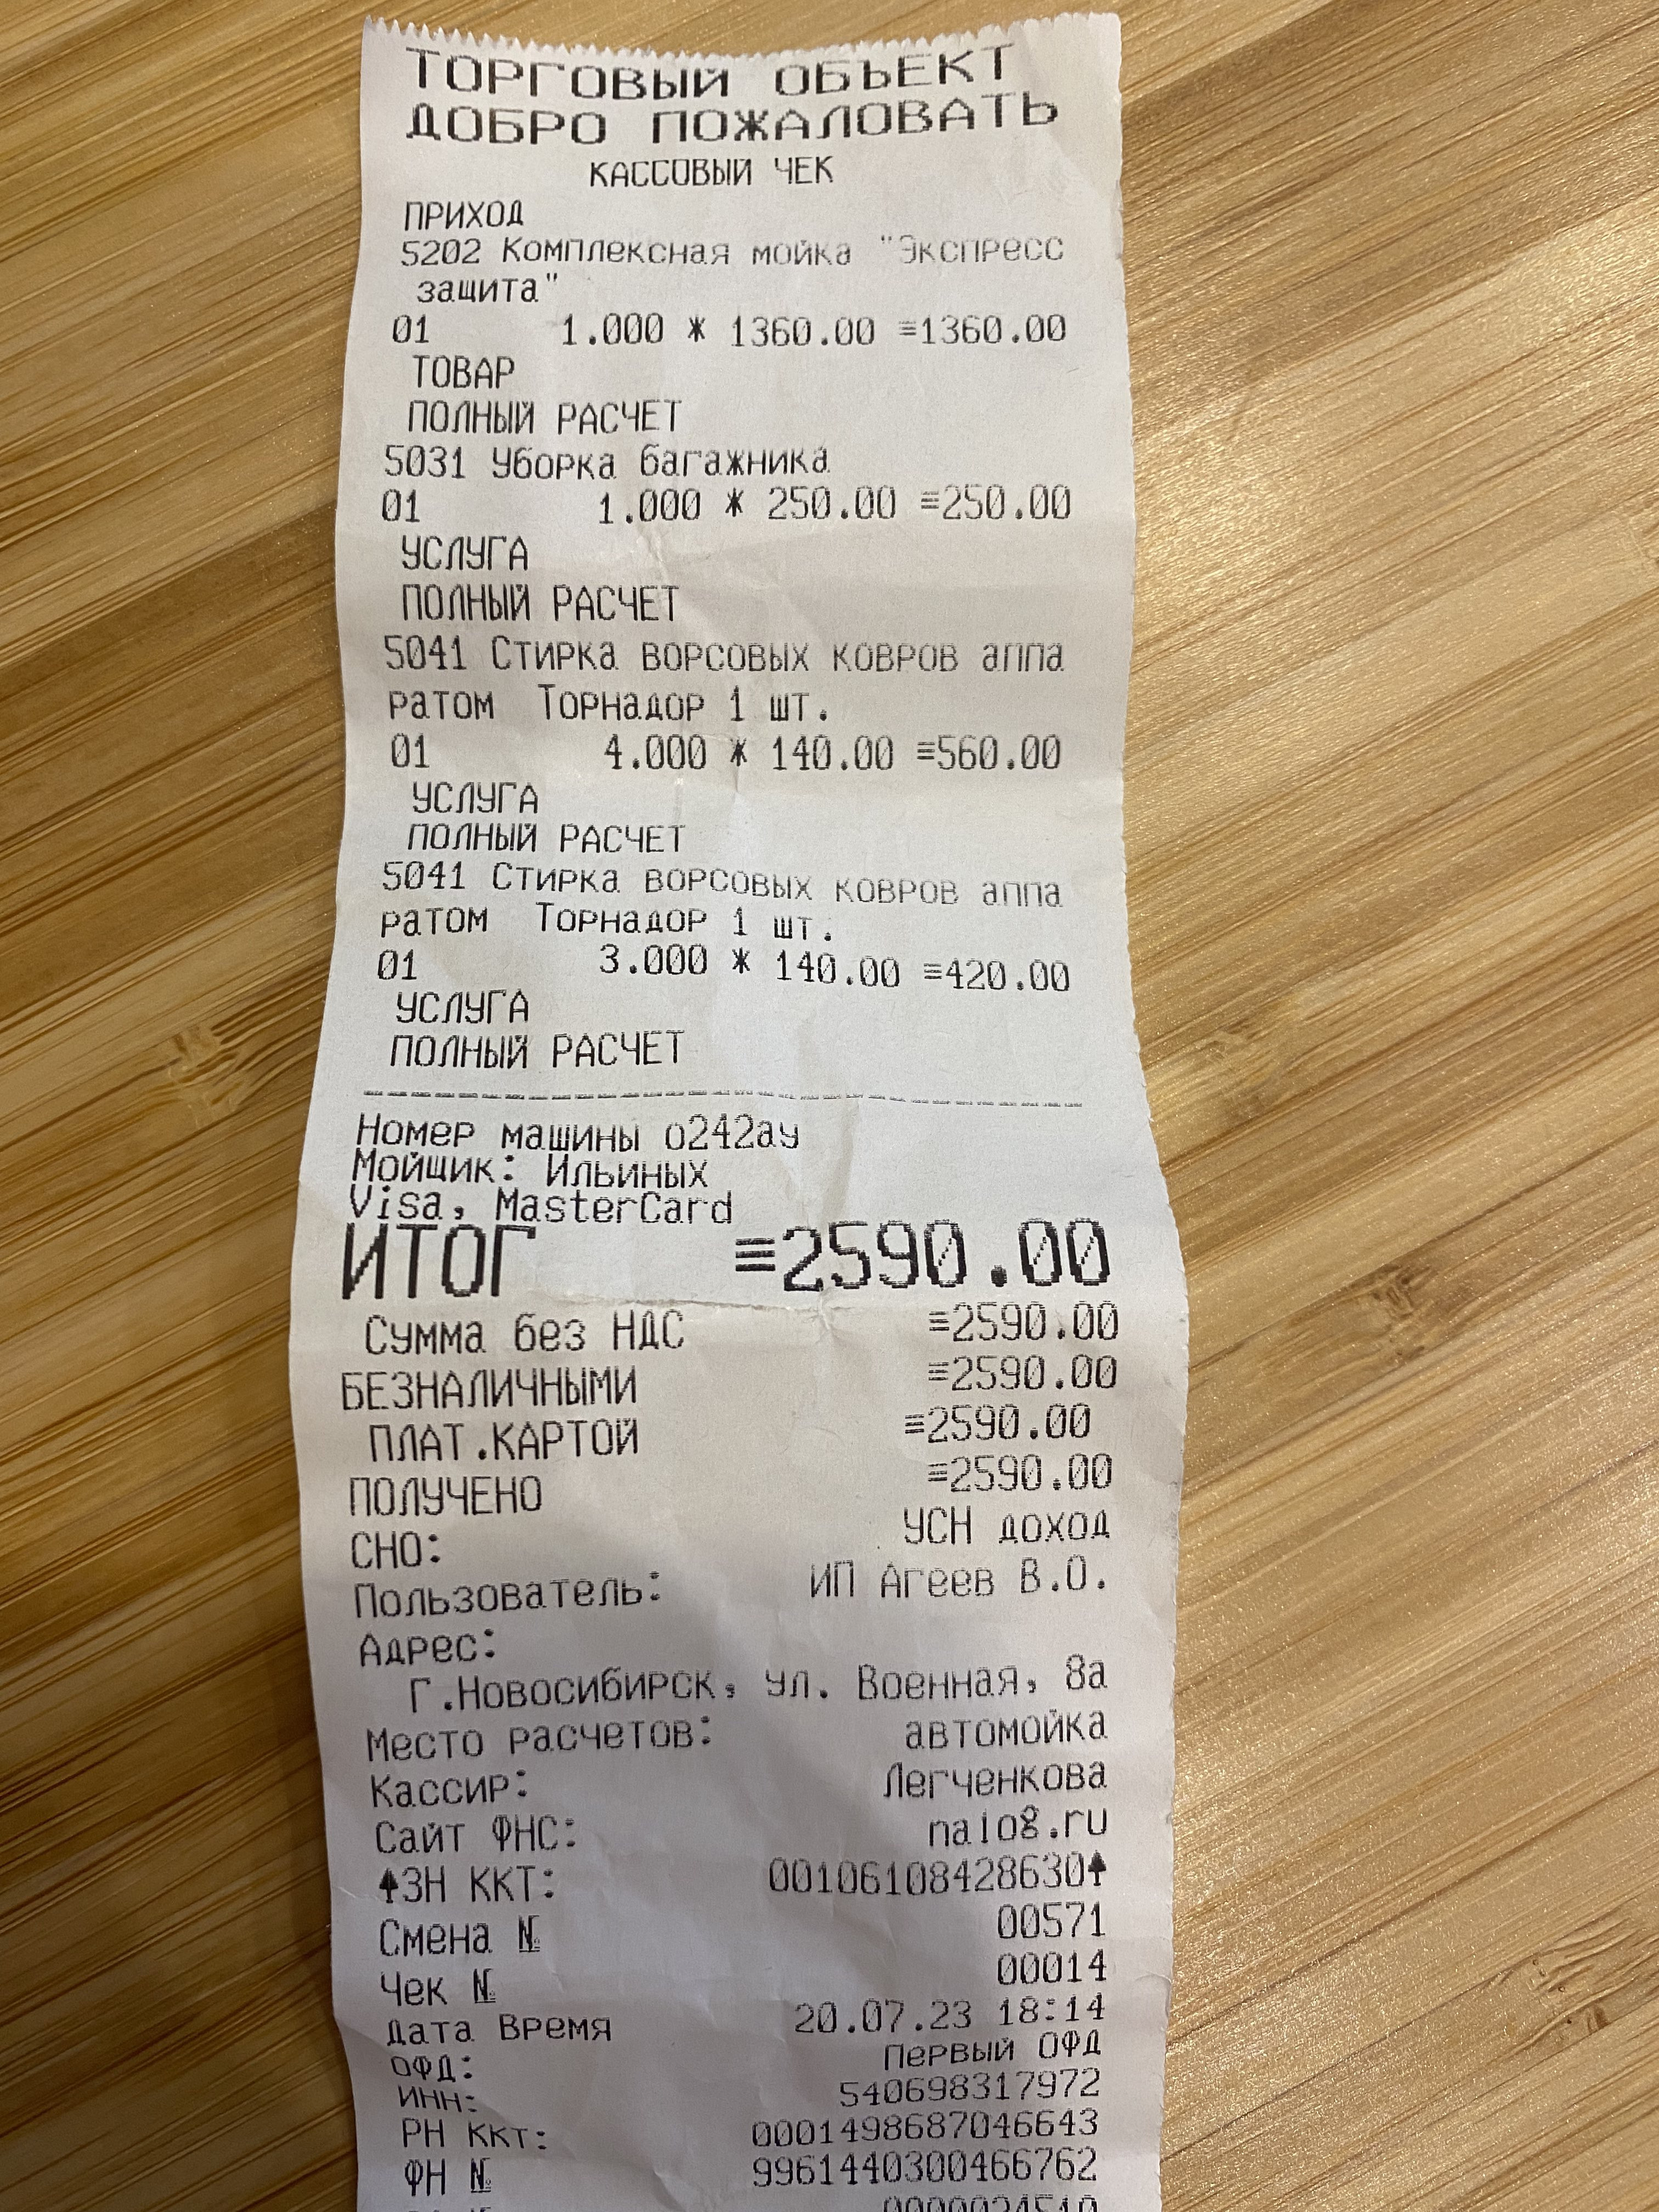 ТОРГОВЫЙ ОБЪЕКТ
ДОБРО ПОЖАЛОВАТЬ
КАССОВЫЙ ЧЕК
ПРИХОД
5202 Комплексная мойка "Экспресс
защита"
01 1.000 * 1360.00 ≡1360.00
ТОВАР
ПОЛНЫЙ РАСЧЕТ
5031 Уборка багажника
01 1.000 * 250.00 ≡250.00
УСЛУГА
ПОЛНЫЙ РАСЧЕТ
5041 Стирка ворсовых ковров аппа
ратом Торнадор 1 шт.
01 4.000 * 140.00 ≡560.00
УСЛУГА
ПОЛНЫЙ РАСЧЕТ
5041 Стирка ворсовых ковров аппа
ратом Торнадор 1 шт.
01 3.000 * 140.00 ≡420.00
УСЛУГА
ПОЛНЫЙ РАСЧЕТ
Номер машины о242ау
Мойщик: Ильиных
Visa, MasterCard
ИТОГ ≡2590.00
Сумма без НДС ≡2590.00
БЕЗНАЛИЧНЫМИ ≡2590.00
ПЛАТ.КАРТОЙ ≡2590.00
ПОЛУЧЕНО ≡2590.00
СНО: УСН доход
Пользователь: ИП Агеев В.О.
Адрес:
Г.Новосибирск, ул. Военная, 8а
Место расчетов: автомойка
Кассир: Легченкова
Сайт ФНС: nalog.ru
ЗН ККТ: 00106108428630
Смена № 00571
Чек № 00014
Дата Время 20.07.23 18:14
ОФД: Первый ОФД
ИНН: 540698317972
РН ККТ: 0001498687046643
ФН № 9961440300466762